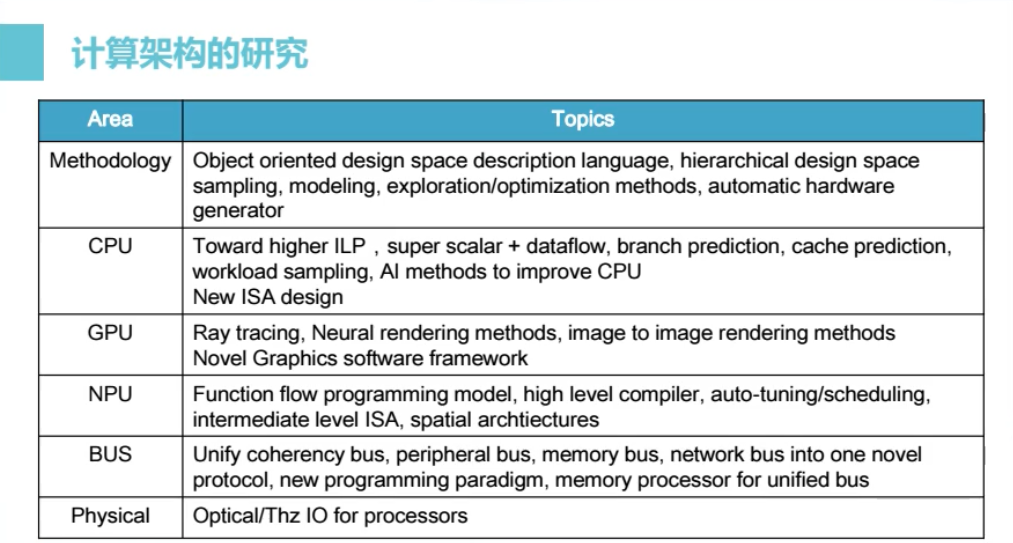 计算架构的研究
Area
Topics
Methodology
Object oriented design space description language, hierarchical design space
sampling, modeling, exploration/optimization methods, automatic hardware
generator
CPU
Toward higher ILP，super scalar + dataflow, branch prediction, cache prediction,
workload sampling, AI methods to improve CPU
New ISA design
GPU
Ray tracing, Neural rendering methods, image to image rendering methods
Novel Graphics software framework
NPU
Function flow programming model, high level compiler, auto-tuning/scheduling,
intermediate level ISA, spatial archtiectures
BUS
Unify coherency bus, peripheral bus, memory bus, network bus into one novel
protocol, new programming paradigm, memory processor for unified bus
Physical
Optical/Thz IO for processors